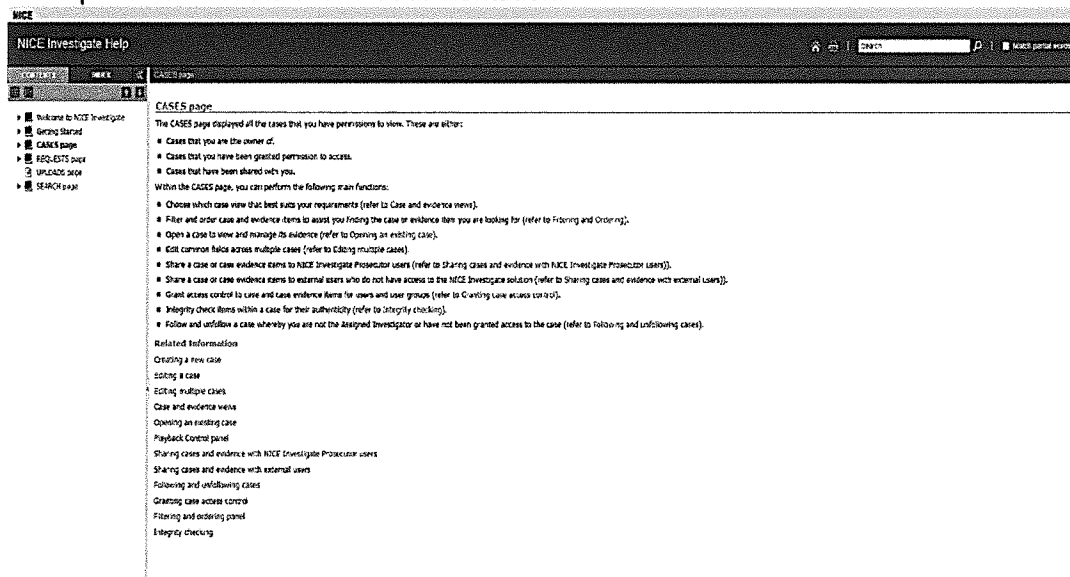 NICE
NICE Investigate Help
Search
Match partial words
CONTENTS
INDEX
CASES page
Welcome to NICE Investigate
Getting Started
CASES page
REQUESTS page
UPLOADS page
SEARCH page
CASES page
The CASES page displayed all the cases that you have permissions to view. These are either:
Cases that you are the owner of.
Cases that you have been granted permission to access.
Cases that have been shared with you.
Within the CASES page, you can perform the following main functions:
Choose which case view that best suits your requirements (refer to Case and evidence views).
Filter and order case and evidence items to assist you finding the case or evidence item you are looking for (refer to Filtering and Ordering).
Open a case to view and manage its evidence (refer to Opening an existing case).
Edit common fields across multiple cases (refer to Editing multiple cases).
Share a case or case evidence items to NICE Investigate Prosecutor users (refer to Sharing cases and evidence with NICE Investigate Prosecutor users)).
Share a case or case evidence items to external users who do not have access to the NICE Investigate solution (refer to Sharing cases and evidence with external users)).
Grant access control to case and case evidence items for users and user groups (refer to Granting case access control).
Integrity check items within a case for their authenticity (refer to Integrity checking).
Follow and unfollow a case whereby you are not the Assigned Investigator or have not been granted access to the case (refer to Following and unfollowing cases).
Related Information
Creating a new case
Editing a case
Editing multiple cases
Case and evidence views
Opening an existing case
Playback Control panel
Sharing cases and evidence with NICE Investigate Prosecutor users
Sharing cases and evidence with external users
Following and unfollowing cases
Granting case access control
Filtering and ordering panel
Integrity checking